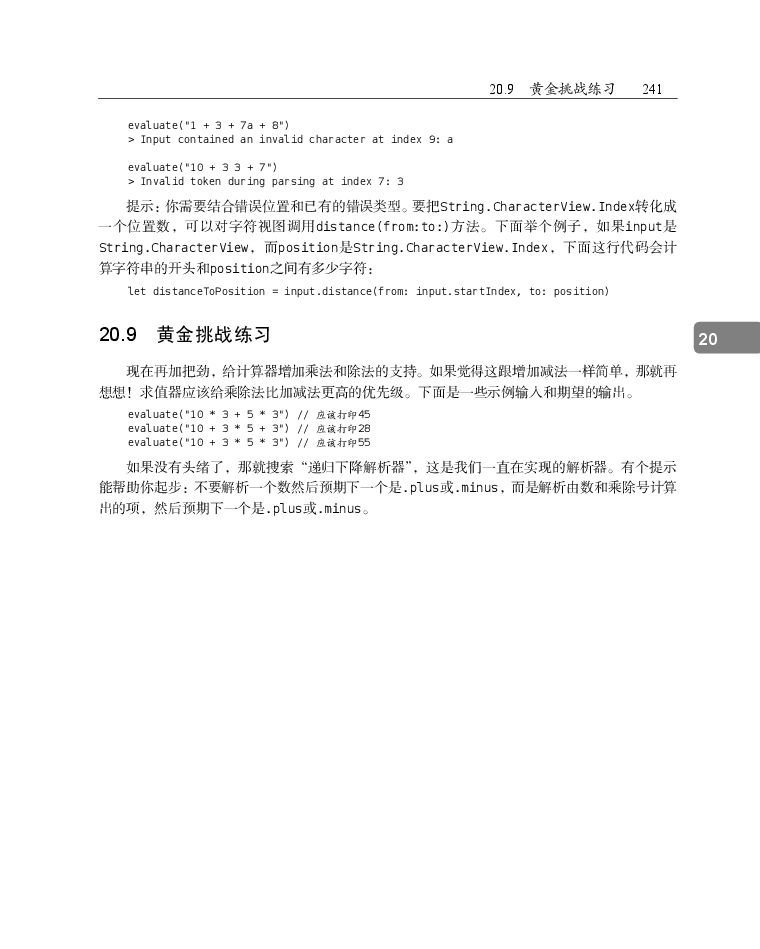 20.9 黄金挑战练习 241
evaluate("1 + 3 + 7a + 8")
> Input contained an invalid character at index 9: a
evaluate("10 + 3 3 + 7")
> Invalid token during parsing at index 7: 3
提示：你需要结合错误位置和已有的错误类型。要把String.CharacterView.Index转化成
一个位置数，可以对字符视图调用distance(from:to:)方法。下面举个例子，如果input是
String.CharacterView，而position是String.CharacterView.Index，下面这行代码会计
算字符串的开头和position之间有多少字符：
let distanceToPosition = input.distance(from: input.startIndex, to: position)
20.9 黄金挑战练习
20
现在再加把劲，给计算器增加乘法和除法的支持。如果觉得这跟增加减法一样简单，那就再
想想！求值器应该给乘除法比加减法更高的优先级。下面是一些示例输入和期望的输出。
evaluate("10 * 3 + 5 * 3") // 应该打印45
evaluate("10 + 3 * 5 + 3") // 应该打印28
evaluate("10 + 3 * 5 * 3") // 应该打印55
如果没有头绪了，那就搜索“递归下降解析器”，这是我们一直在实现的解析器。有个提示
能帮助你起步：不要解析一个数然后预期下一个是.plus或.minus，而是解析由数和乘除号计算
出的项，然后预期下一个是.plus或.minus。